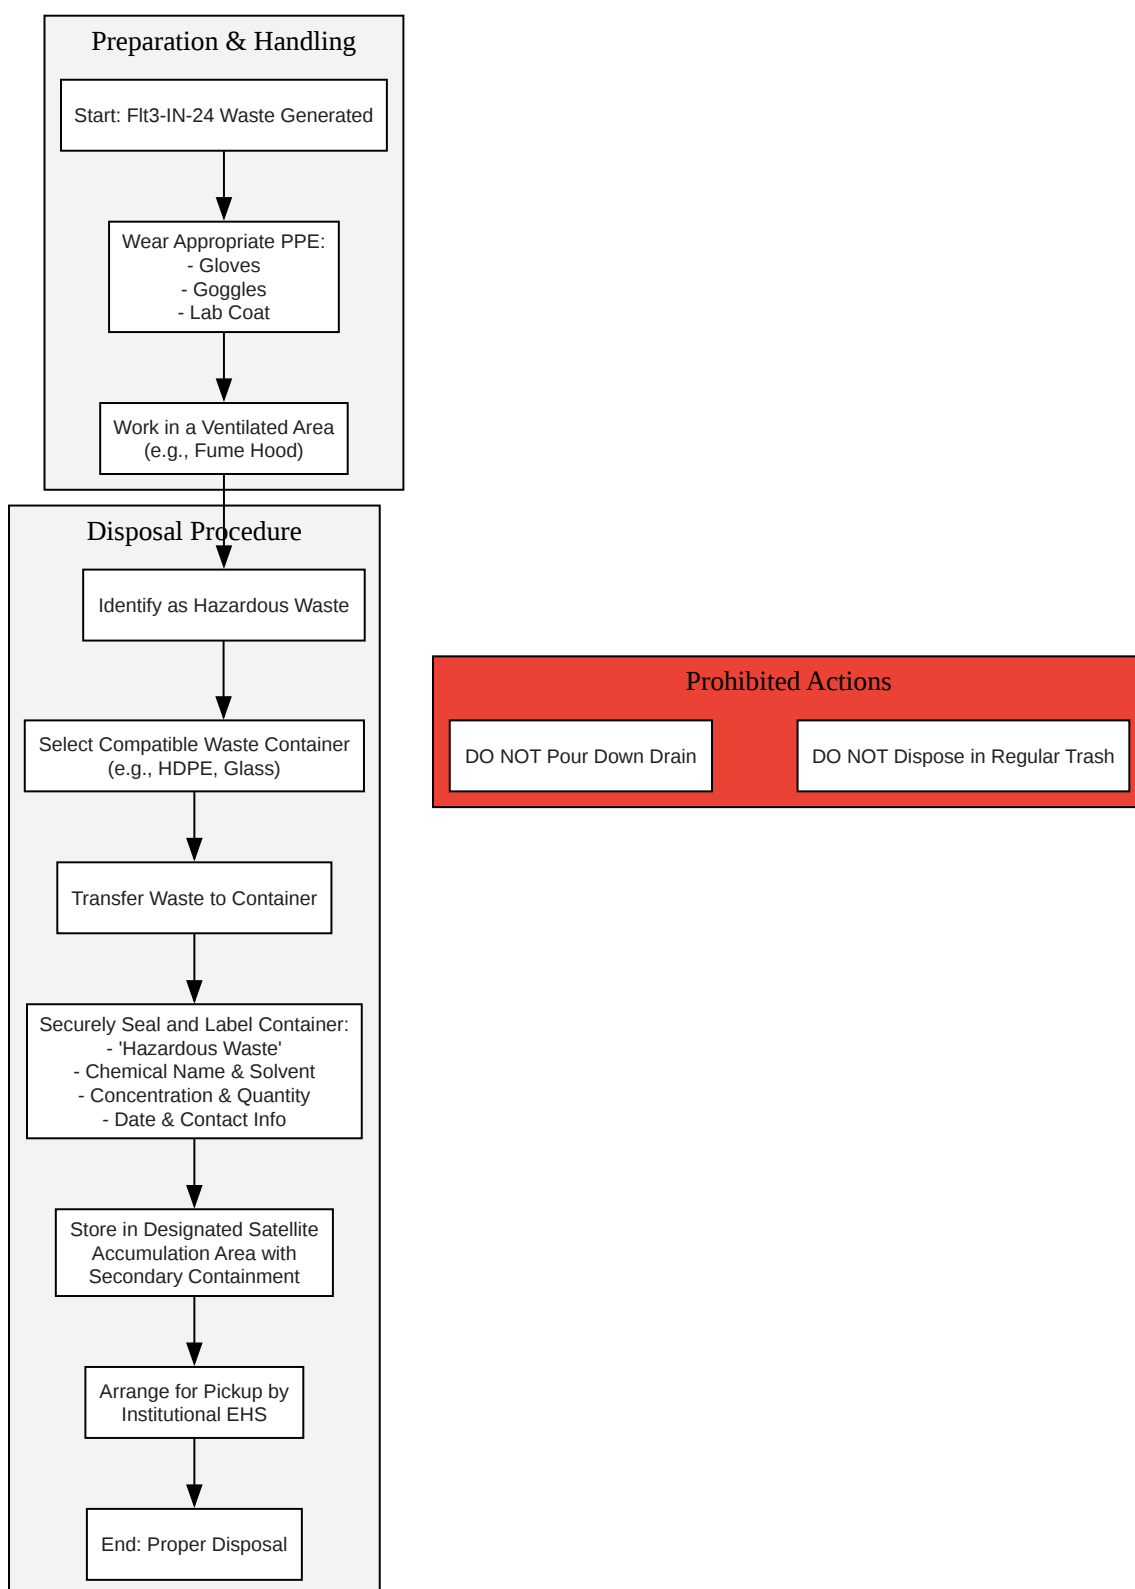 Preparation & Handling
Start: Flt3-IN-24 Waste Generated
Wear Appropriate PPE:
- Gloves
- Goggles
- Lab Coat
Work in a Ventilated Area
(e.g., Fume Hood)
Disposal Procedure
Identify as Hazardous Waste
Select Compatible Waste Container
(e.g., HDPE, Glass)
Transfer Waste to Container
Securely Seal and Label Container:
- 'Hazardous Waste'
- Chemical Name & Solvent
- Concentration & Quantity
- Date & Contact Info
Store in Designated Satellite
Accumulation Area with
Secondary Containment
Arrange for Pickup by
Institutional EHS
End: Proper Disposal
Prohibited Actions
DO NOT Pour Down Drain
DO NOT Dispose in Regular Trash